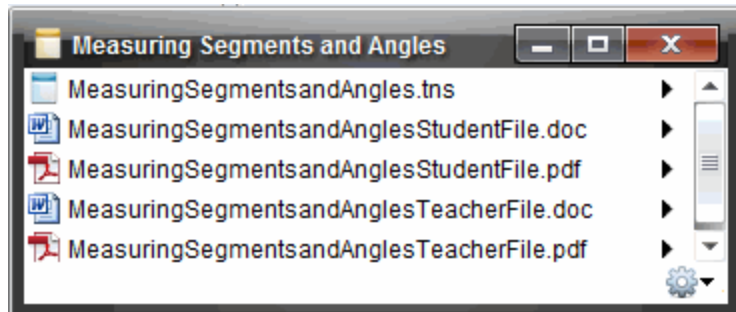 Measuring Segments and Angles
MeasuringSegmentsandAngles.tns
MeasuringSegmentsandAnglesStudentFile.doc
MeasuringSegmentsandAnglesStudentFile.pdf
MeasuringSegmentsandAnglesTeacherFile.doc
MeasuringSegmentsandAnglesTeacherFile.pdf